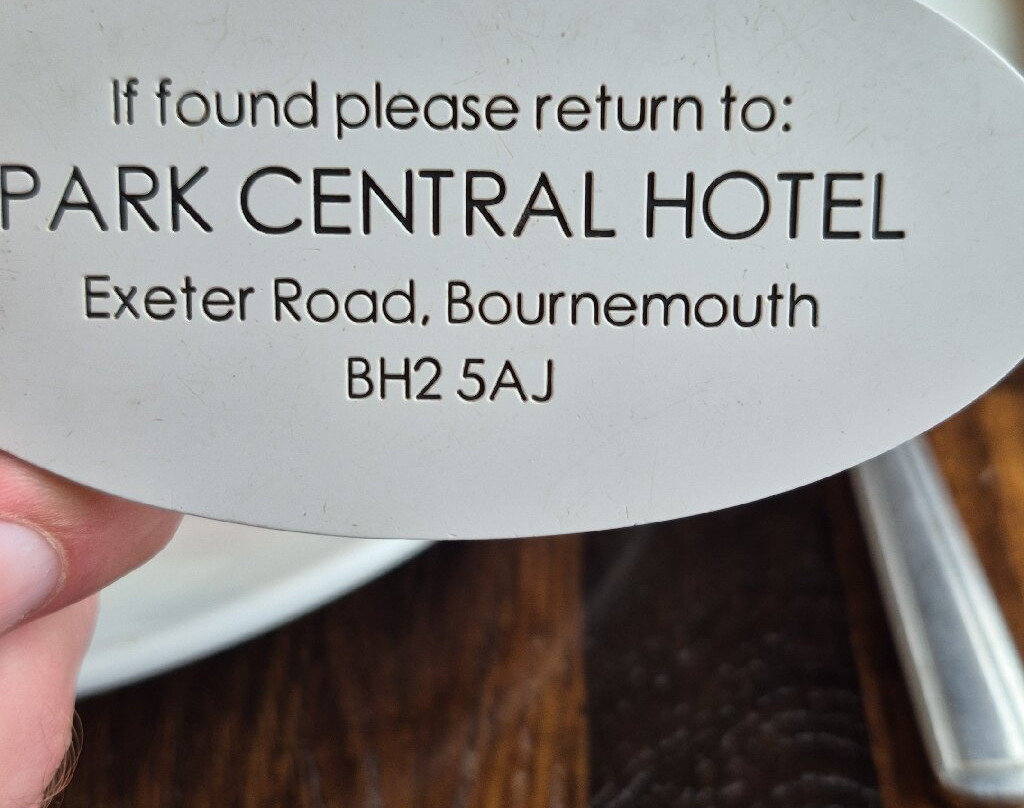 If found please return to:
PARK CENTRAL HOTEL
Exeter Road, Bournemouth
BH2 5AJ